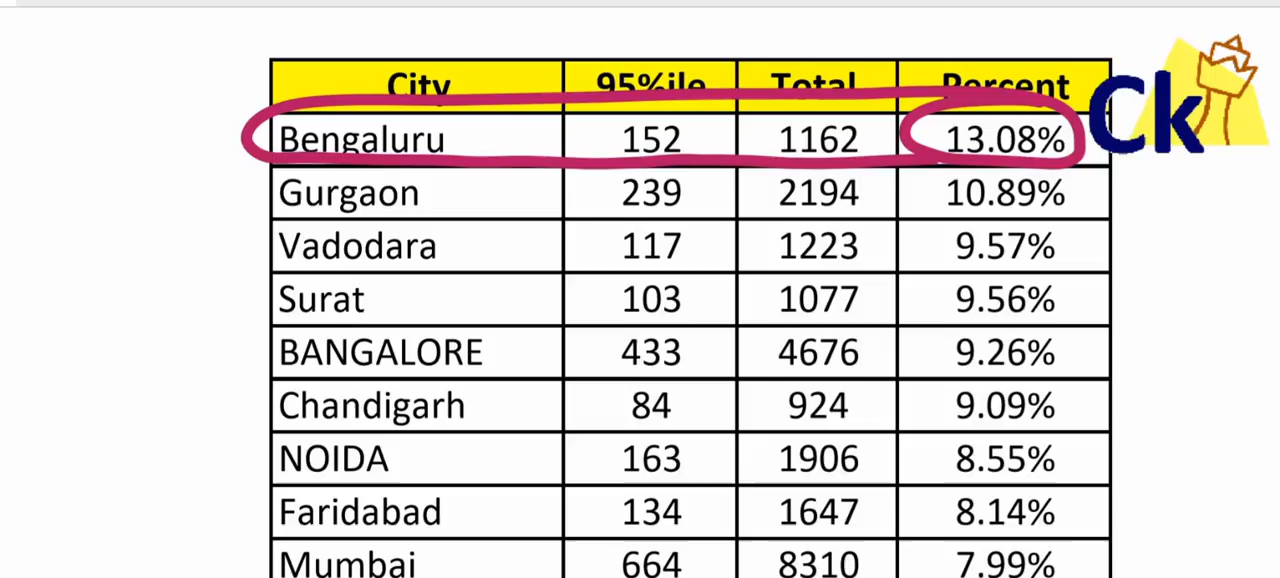 City 95%ile Total Percent
Bengaluru 152 1162 13.08%
Gurgaon 239 2194 10.89%
Vadodara 117 1223 9.57%
Surat 103 1077 9.56%
BANGALORE 433 4676 9.26%
Chandigarh 84 924 9.09%
NOIDA 163 1906 8.55%
Faridabad 134 1647 8.14%
Mumbai 664 8310 7.99%
Ck